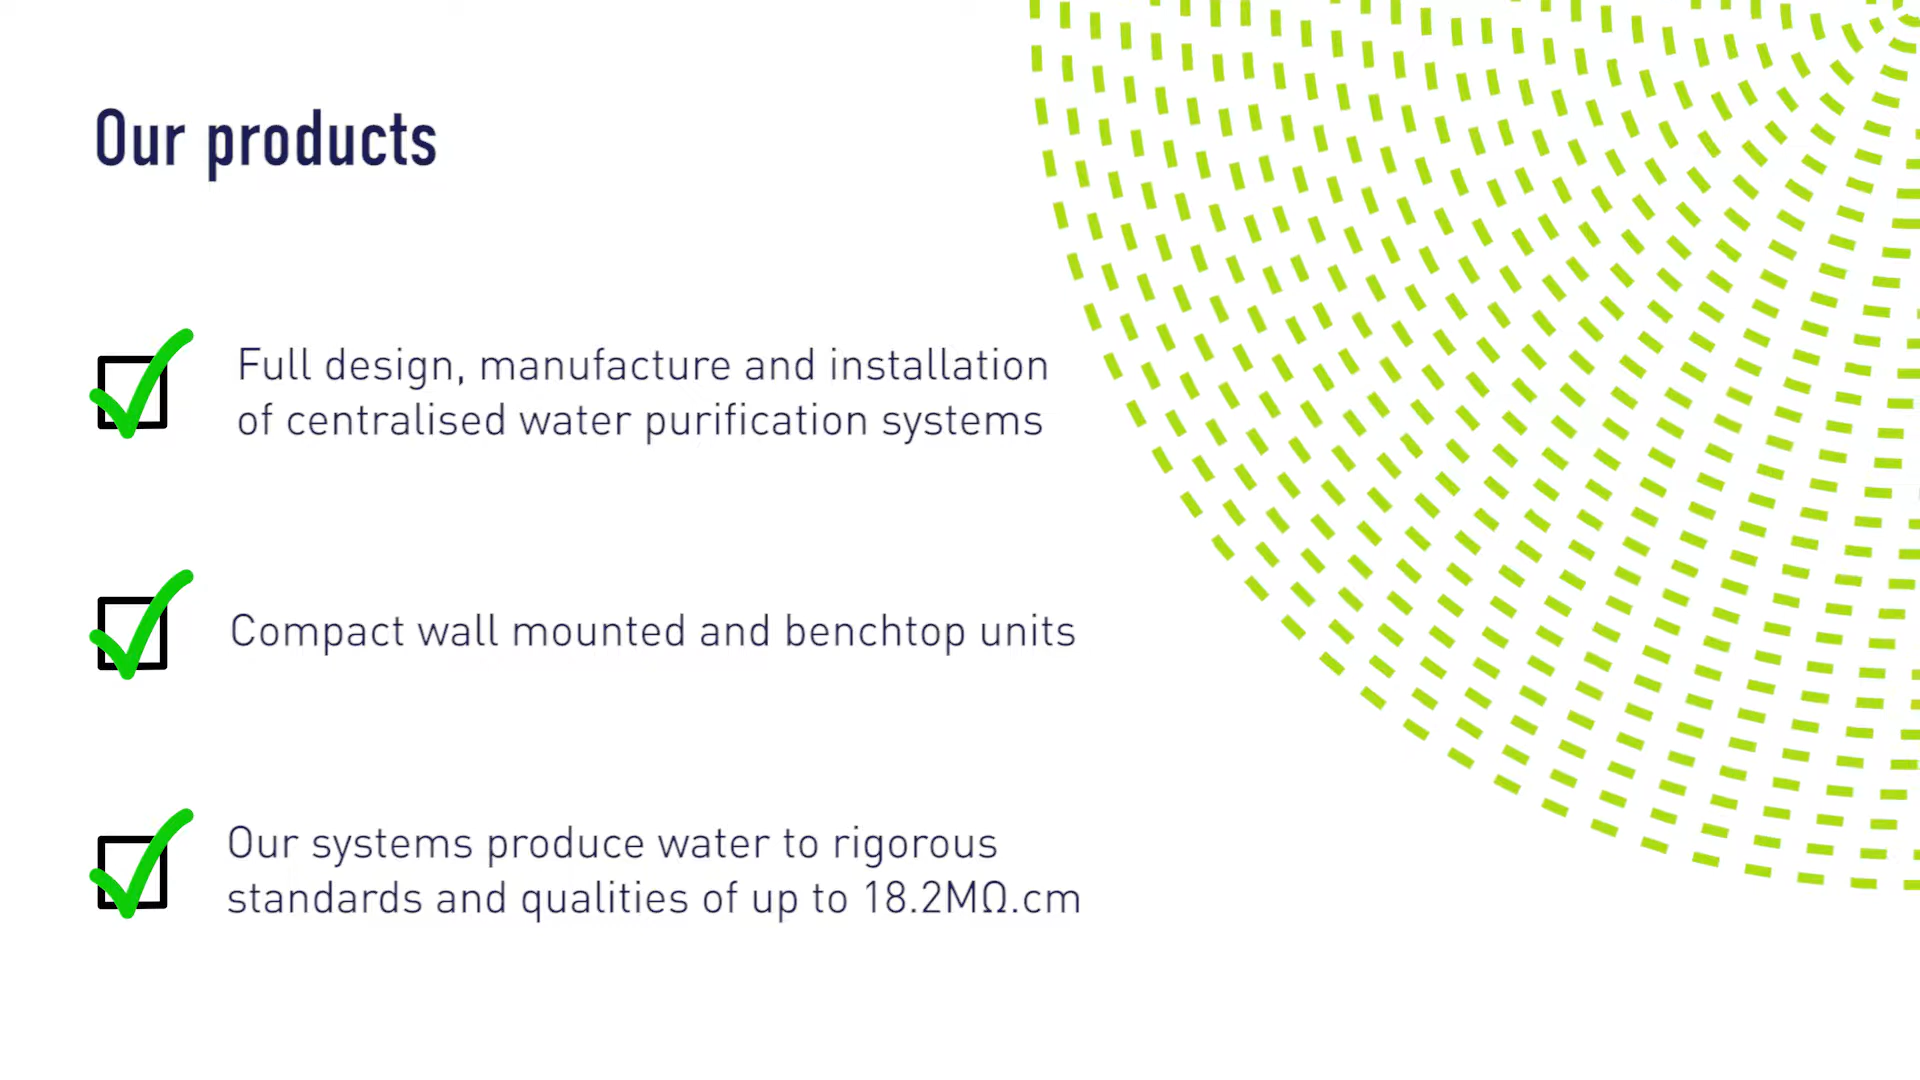 Our products
Full design, manufacture and installation
of centralised water purification systems
Compact wall mounted and benchtop units
Our systems produce water to rigorous
standards and qualities of up to 18.2MΩ.cm